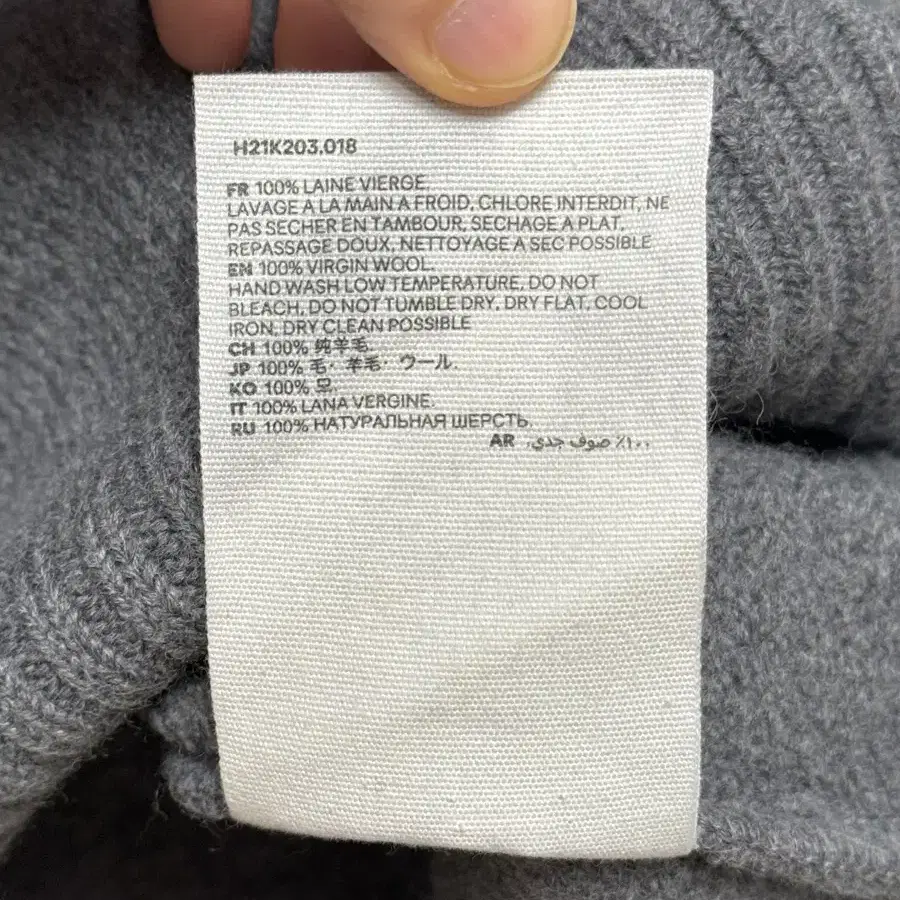 H21K203.018
FR 100% LAINE VIERGE.
LAVAGE A LA MAIN A FROID, CHLORE INTERDIT, NE
PAS SECHER EN TAMBOUR, SECHAGE A PLAT,
REPASSAGE DOUX, NETTOYAGE A SEC POSSIBLE
EN 100% VIRGIN WOOL.
HAND WASH LOW TEMPERATURE, DO NOT
BLEACH, DO NOT TUMBLE DRY, DRY FLAT, COOL
IRON, DRY CLEAN POSSIBLE
CH 100% 纯羊毛.
JP 100% 毛・羊毛・ウール.
KO 100% 모.
IT 100% LANA VERGINE.
RU 100% НАТУРАЛЬНАЯ ШЕРСТЬ.
AR ١٠٠٪ صوف جدى.